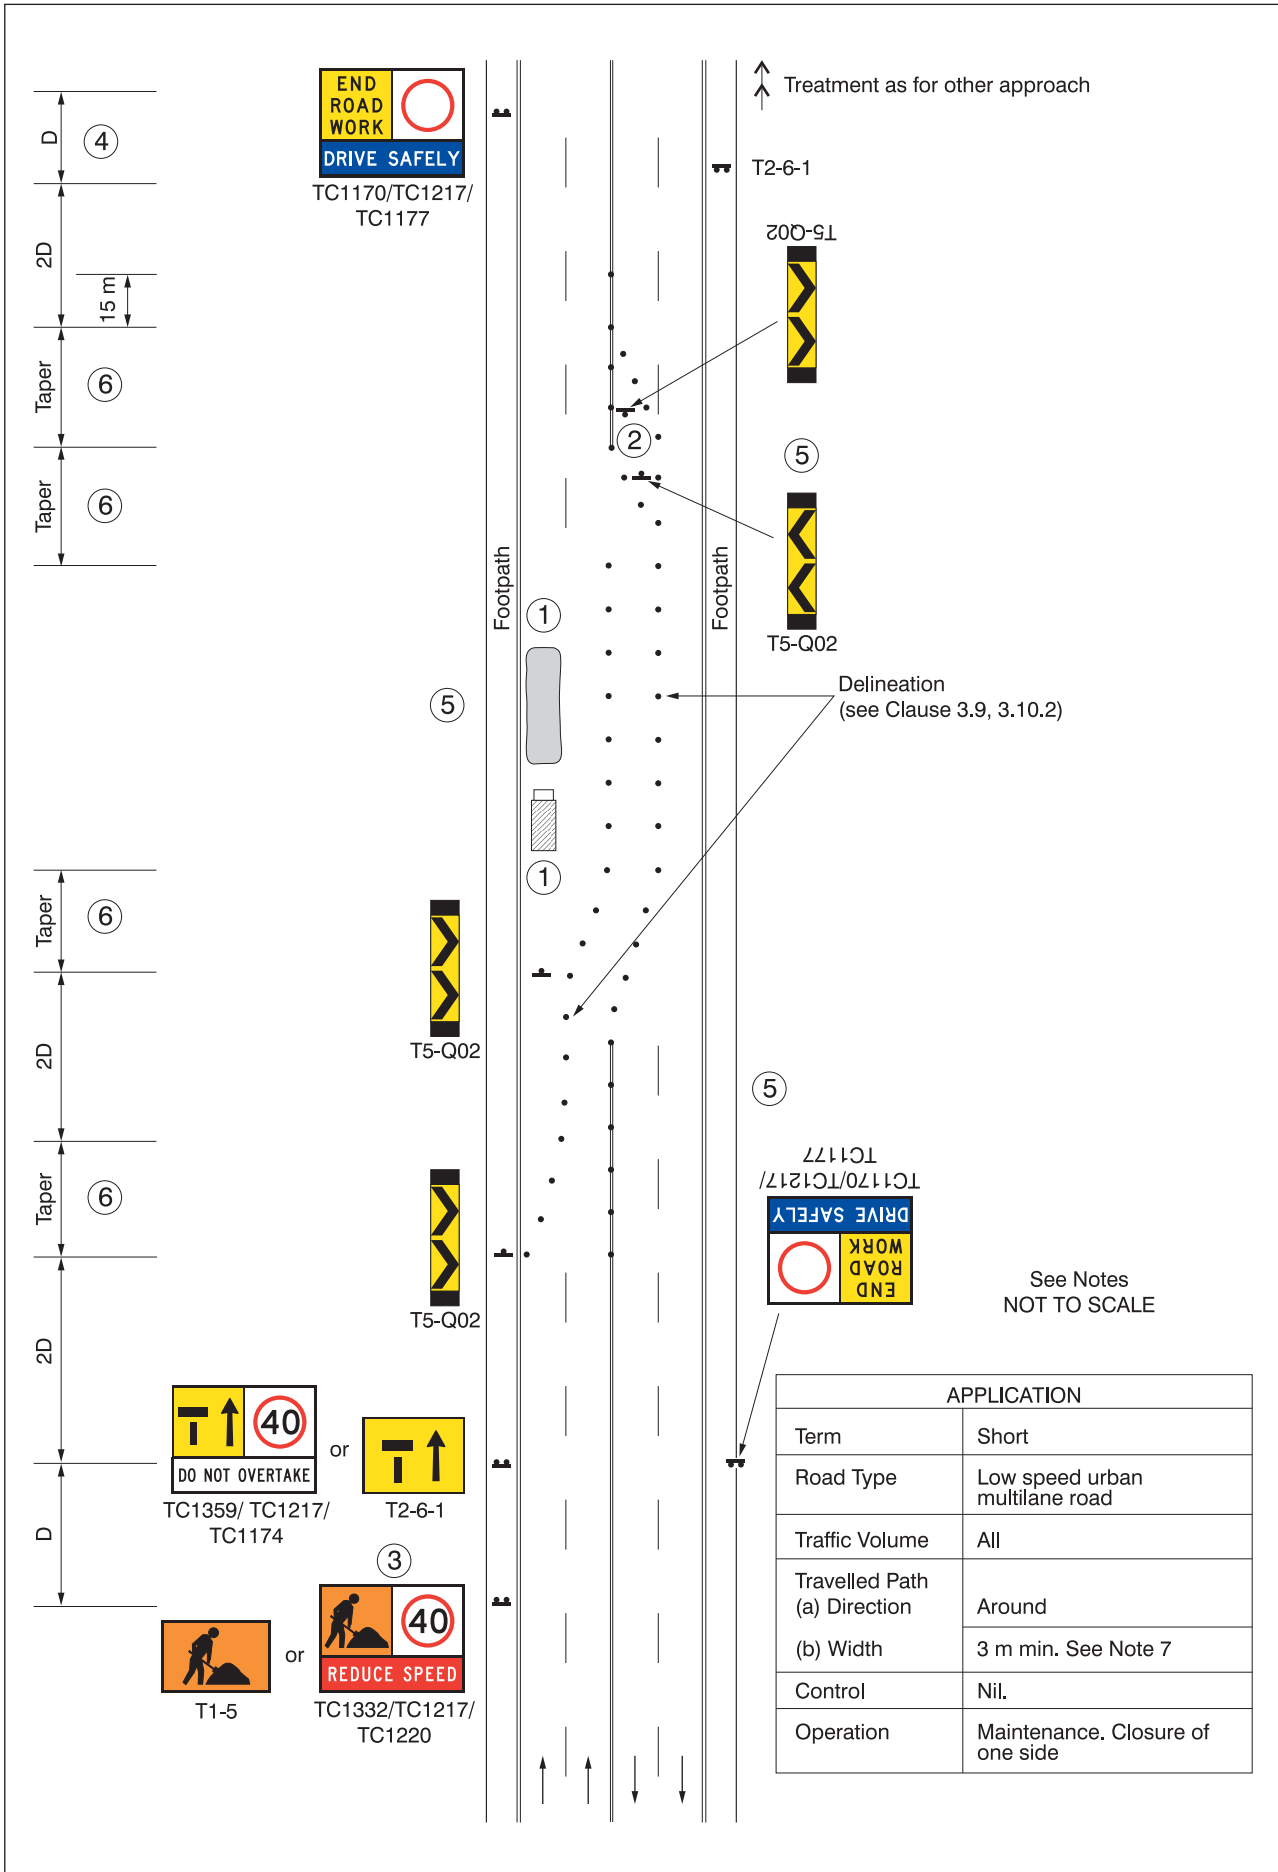 END
ROAD
WORK
DRIVE SAFELY
TC1170/TC1217/
TC1177
Treatment as for other approach
D
4
T2-6-1
2D
15 m
T5-Q02
Taper
6
2
5
Taper
6
T5-Q02
Footpath
Footpath
1
Delineation
(see Clause 3.9, 3.10.2)
5
1
Taper
6
T5-Q02
2D
5
Taper
6
T5-Q02
TC1170/TC1217/
TC1177
DRIVE SAFELY
END
ROAD
WORK
See Notes
NOT TO SCALE
2D
40
DO NOT OVERTAKE
or
TC1359/ TC1217/
TC1174
T2-6-1
D
3
40
REDUCE SPEED
or
T1-5
TC1332/TC1217/
TC1220
APPLICATION
Term Short
Road Type Low speed urban
multilane road
Traffic Volume All
Travelled Path
(a) Direction Around
(b) Width 3 m min. See Note 7
Control Nil.
Operation Maintenance. Closure of
one side